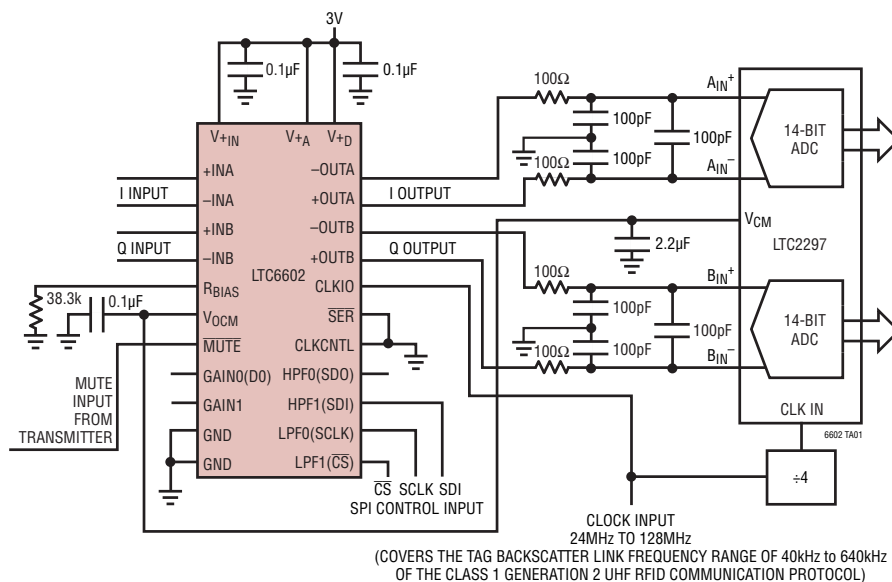 3V
0.1µF
0.1µF
V+IN
V+A
V+D
+INA
−OUTA
I INPUT
−INA
+OUTA
I OUTPUT
+INB
−OUTB
Q INPUT
−INB
+OUTB
Q OUTPUT
LTC6602
RBIAS
CLKIO
38.3k
0.1µF
VOCM
SER
MUTE
CLKCNTL
GAIN0(D0)
HPF0(SDO)
GAIN1
HPF1(SDI)
GND
LPF0(SCLK)
GND
LPF1(CS)
MUTE
INPUT
FROM
TRANSMITTER
CS SCLK SDI
SPI CONTROL INPUT
100Ω
100pF
100pF
100pF
100Ω
AIN+
AIN−
14-BIT
ADC
VCM
2.2µF
LTC2297
100Ω
100pF
100pF
100pF
100Ω
BIN+
BIN−
14-BIT
ADC
CLK IN
6602 TA01
÷4
CLOCK INPUT
24MHz TO 128MHz
(COVERS THE TAG BACKSCATTER LINK FREQUENCY RANGE OF 40kHz to 640kHz
OF THE CLASS 1 GENERATION 2 UHF RFID COMMUNICATION PROTOCOL)